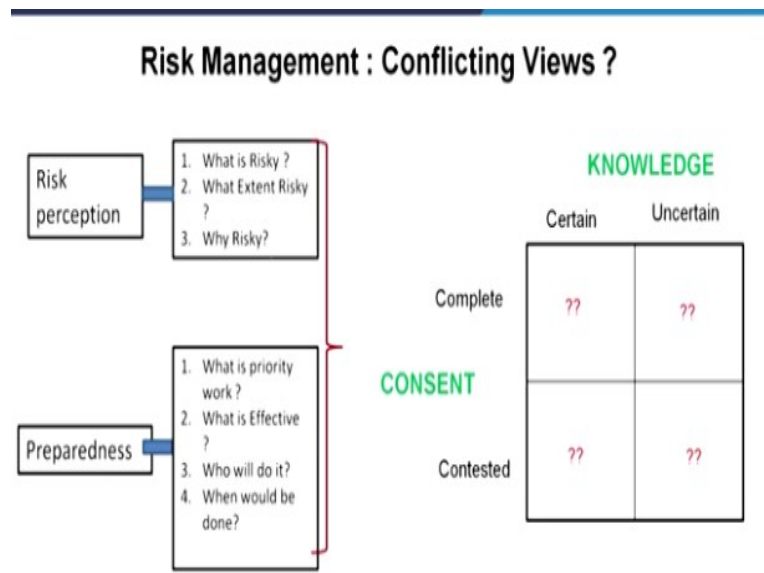 Risk Management : Conflicting Views ?
Risk
perception
1. What is Risky ?
2. What Extent Risky
?
3. Why Risky?
Preparedness
1. What is priority
work ?
2. What is Effective
?
3. Who will do it?
4. When would be
done?
KNOWLEDGE
Certain
Uncertain
CONSENT
Complete
??
??
Contested
??
??